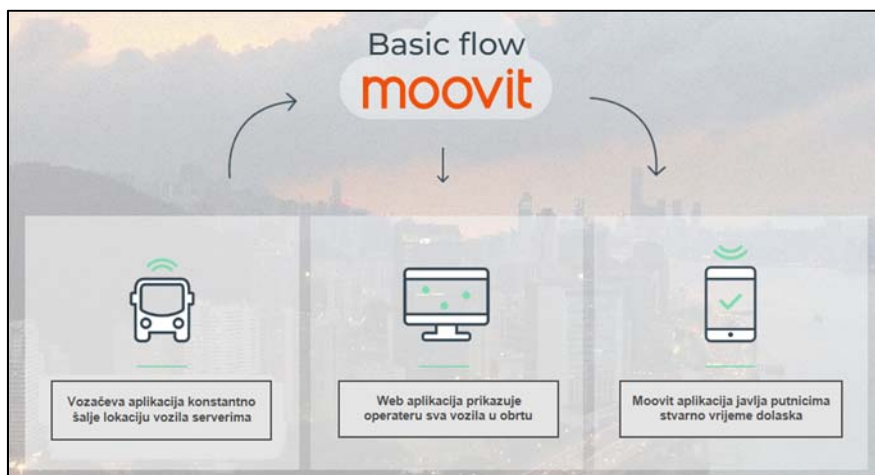 Basic flow
moovit
Vozačeva aplikacija konstantno
šalje lokaciju vozila serverima
Web aplikacija prikazuje
operateru sva vozila u obrtu
Moovit aplikacija javlja putnicima
stvarno vrijeme dolaska